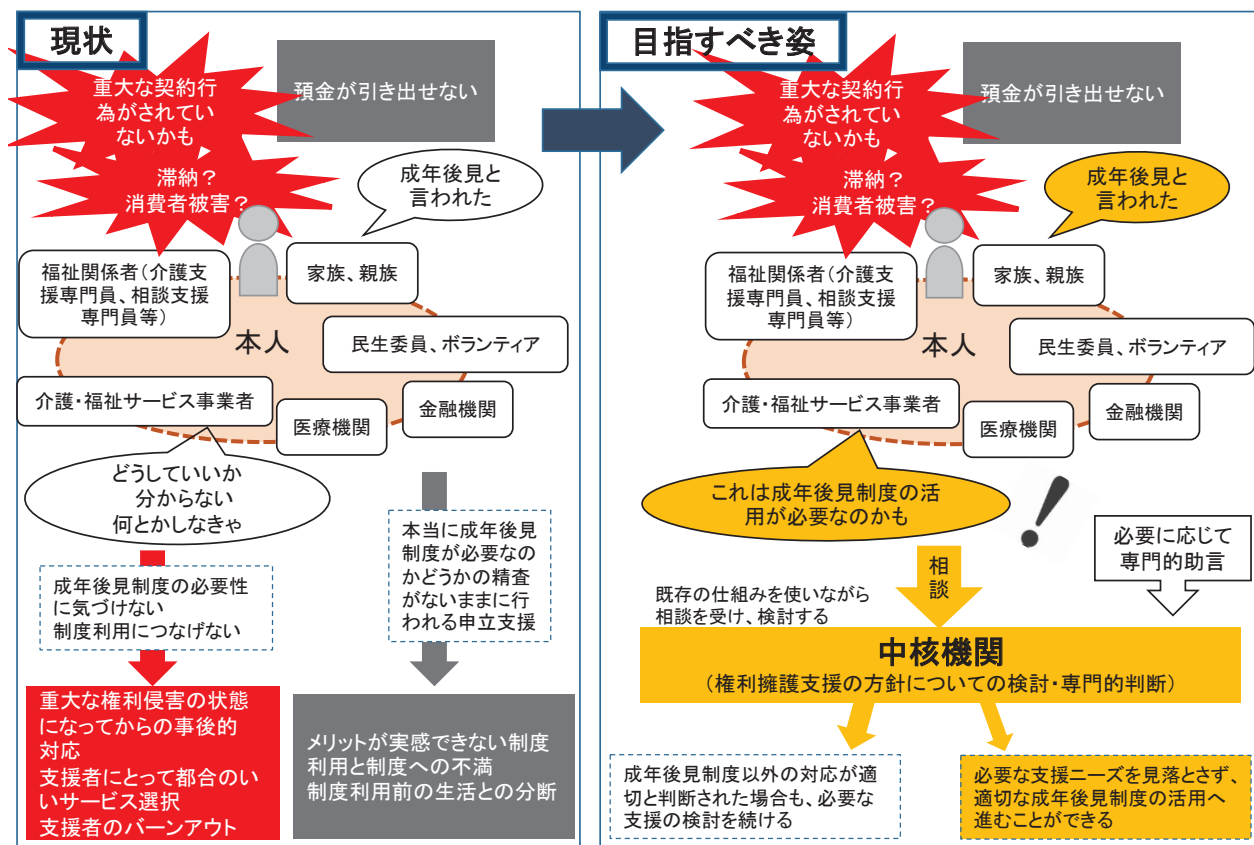 現状
重大な契約行
為がされてい
ないかも
預金が引き出せない
滞納？
消費者被害？
成年後見と
言われた
福祉関係者（介護支
援専門員、相談支援
専門員等）
家族、親族
本人
民生委員、ボランティア
介護・福祉サービス事業者
医療機関
金融機関
どうしていいか
分からない
何とかしなきゃ
成年後見制度の必要性
に気づけない
制度利用につなげない
本当に成年後見
制度が必要なの
かどうかの精査
がないままに行
われる申立支援
重大な権利侵害の状態
になってからの事後的
対応
支援者にとって都合のい
いサービス選択
支援者のバーンアウト
メリットが実感できない制度
利用と制度への不満
制度利用前の生活との分断
目指すべき姿
重大な契約行
為がされてい
ないかも
預金が引き出せない
滞納？
消費者被害？
成年後見と
言われた
福祉関係者（介護支
援専門員、相談支援
専門員等）
家族、親族
本人
民生委員、ボランティア
介護・福祉サービス事業者
医療機関
金融機関
これは成年後見制度の活
用が必要なのかも
相
談
必要に応じて
専門的助言
既存の仕組みを使いながら
相談を受け、検討する
中核機関
（権利擁護支援の方針についての検討・専門的判断）
成年後見制度以外の対応が適
切と判断された場合も、必要な
支援の検討を続ける
必要な支援ニーズを見落とさず、
適切な成年後見制度の活用へ
進むことができる